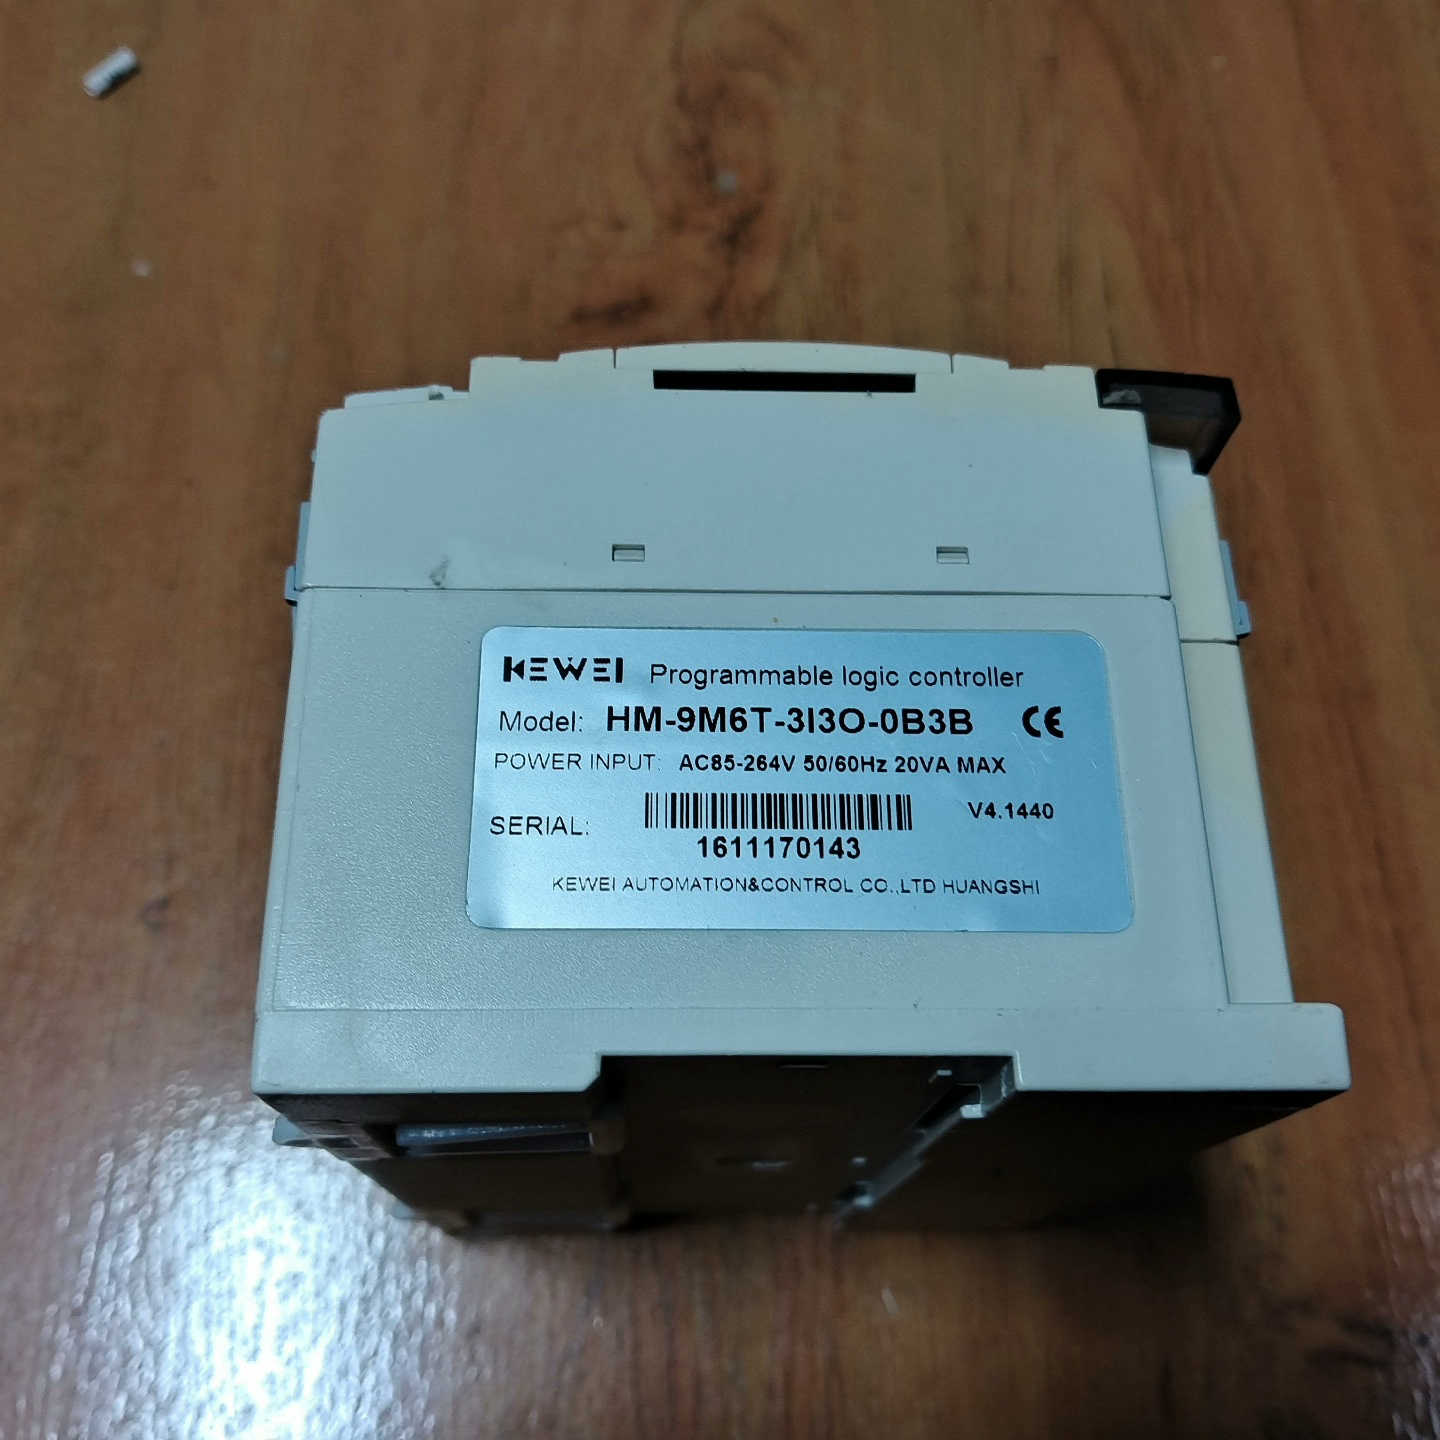 KEWEI Programmable logic controller
Model: HM-9M6T-3I3O-0B3B CE
POWER INPUT: AC85-264V 50/60Hz 20VA MAX
V4.1440
SERIAL:
1611170143
KEWEI AUTOMATION&CONTROL CO.,LTD HUANGSHI